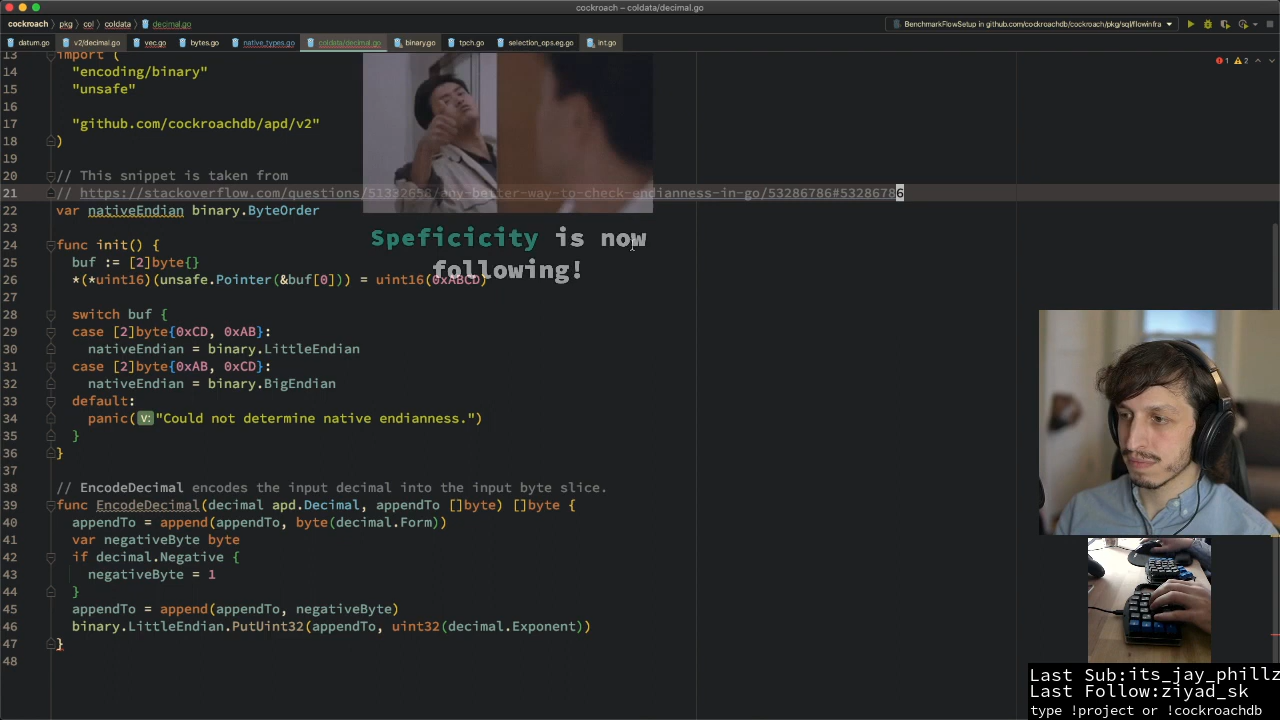 cockroach – coldata/decimal.go
cockroach pkg col coldata decimal.go
BenchmarkFlowSetup in github.com/cockroachdb/cockroach/pkg/sql/flowinfra
datum.go v2/decimal.go vec.go bytes.go native_types.go coldata/decimal.go binary.go tpch.go selection_ops.eg.go int.go
1 2
13 import (
14 "encoding/binary"
15 "unsafe"
16
17 "github.com/cockroachdb/apd/v2"
18 )
19
20 // This snippet is taken from
21 // https://stackoverflow.com/questions/51332658/any-better-way-to-check-endianness-in-go/53286786#53286786
22 var nativeEndian binary.ByteOrder
23
Speficicity is now
following!
24 func init() {
25 buf := [2]byte{}
26 *(*uint16)(unsafe.Pointer(&buf[0])) = uint16(0xABCD)
27
28 switch buf {
29 case [2]byte{0xCD, 0xAB}:
30 nativeEndian = binary.LittleEndian
31 case [2]byte{0xAB, 0xCD}:
32 nativeEndian = binary.BigEndian
33 default:
34 panic( v: "Could not determine native endianness.")
35 }
36 }
37
38 // EncodeDecimal encodes the input decimal into the input byte slice.
39 func EncodeDecimal(decimal apd.Decimal, appendTo []byte) []byte {
40 appendTo = append(appendTo, byte(decimal.Form))
41 var negativeByte byte
42 if decimal.Negative {
43 negativeByte = 1
44 }
45 appendTo = append(appendTo, negativeByte)
46 binary.LittleEndian.PutUint32(appendTo, uint32(decimal.Exponent))
47 }
48
Last Sub:its_jay_phillz
Last Follow:ziyad_sk
type !project or !cockroachdb